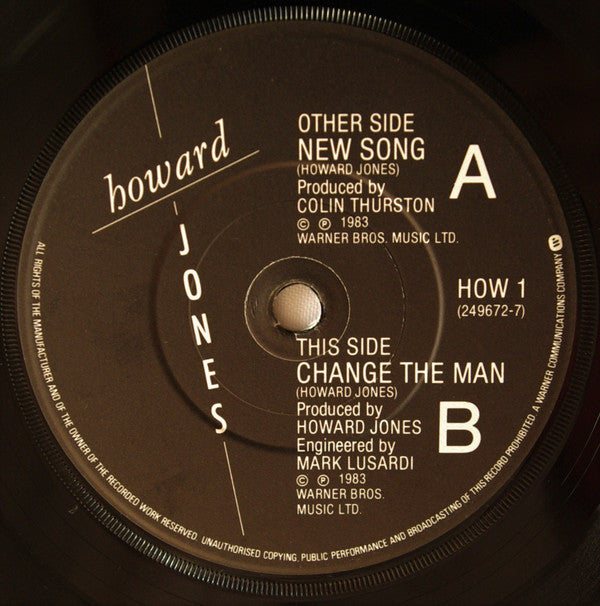 howard
JONES
OTHER SIDE
NEW SONG
(HOWARD JONES)
Produced by
COLIN THURSTON
© ℗ 1983
WARNER BROS. MUSIC LTD.
A
HOW 1
(249672-7)
THIS SIDE
CHANGE THE MAN
(HOWARD JONES)
Produced by
HOWARD JONES
Engineered by
MARK LUSARDI
© ℗ 1983
WARNER BROS.
MUSIC LTD.
B
ALL RIGHTS OF THE MANUFACTURER AND OF THE OWNER OF THE RECORDED WORK RESERVED. UNAUTHORISED COPYING, PUBLIC PERFORMANCE AND BROADCASTING OF THIS RECORD PROHIBITED. A WARNER COMMUNICATIONS COMPANY